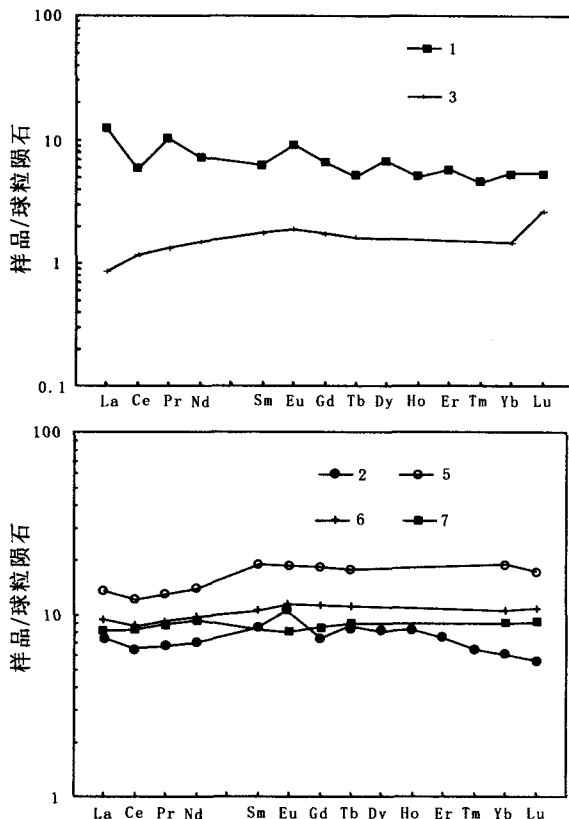 100
10
1
0.1
样品/球粒陨石
1
3
La Ce Pr Nd Sm Eu Gd Tb Dy Ho Er Tm Yb Lu
100
10
1
样品/球粒陨石
2 5
6 7
La Ce Pr Nd Sm Eu Gd Tb Dy Ho Er Tm Yb Lu